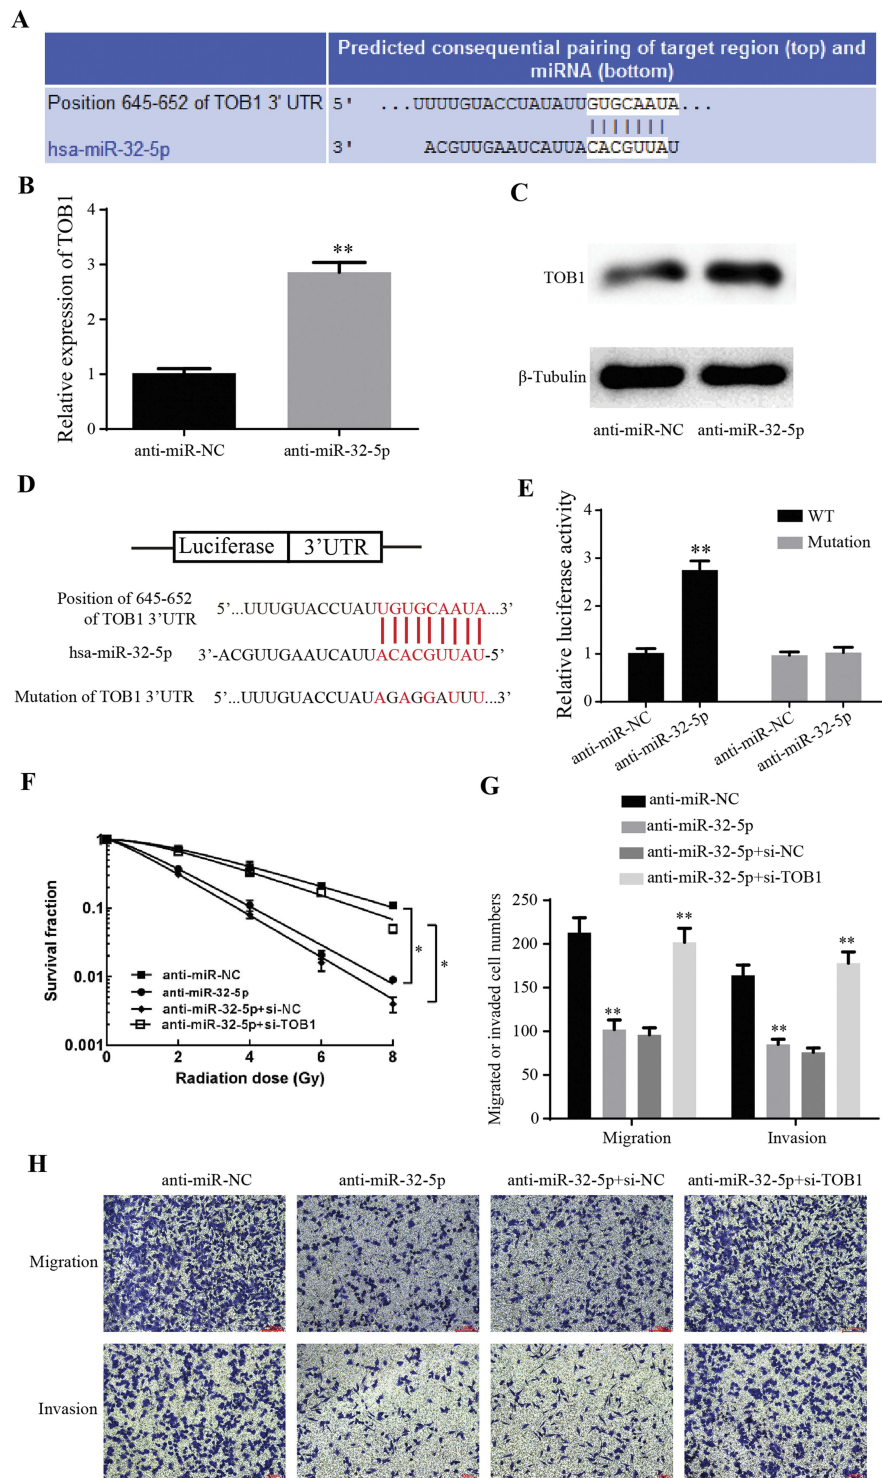 A
Predicted consequential pairing of target region (top) and
miRNA (bottom)
Position 645-652 of TOB1 3' UTR 5' ...UUUUGUACCUAUAUUGUGCAAUA...
hsa-miR-32-5p 3' ACGUUGAAUCAUUACACGUUAU
B
Relative expression of TOB1
4
3
2
1
0
**
anti-miR-NC anti-miR-32-5p
C
TOB1
β-Tubulin
anti-miR-NC anti-miR-32-5p
D
Luciferase 3’UTR
Position of 645-652
of TOB1 3’UTR
5’...UUUGUACCUAUUGUGCAAUA...3’
hsa-miR-32-5p 3’-ACGUUGAAUCAUUACACGUUAU-5’
Mutation of TOB1 3’UTR 5’...UUUGUACCUAUAGAGGAUUU...3’
E
Relative luciferase activity
4
3
2
1
0
**
WT
Mutation
anti-miR-NC
anti-miR-32-5p
anti-miR-NC
anti-miR-32-5p
F
Survival fraction
1
0.1
0.01
0.001
anti-miR-NC
anti-miR-32-5p
anti-miR-32-5p+si-NC
anti-miR-32-5p+si-TOB1
*
*
0 2 4 6 8
Radiation dose (Gy)
G
anti-miR-NC
anti-miR-32-5p
anti-miR-32-5p+si-NC
anti-miR-32-5p+si-TOB1
Migrated or invaded cell numbers
250
200
150
100
50
0
**
**
**
**
Migration Invasion
H
anti-miR-NC anti-miR-32-5p anti-miR-32-5p+si-NC anti-miR-32-5p+si-TOB1
Migration
Invasion